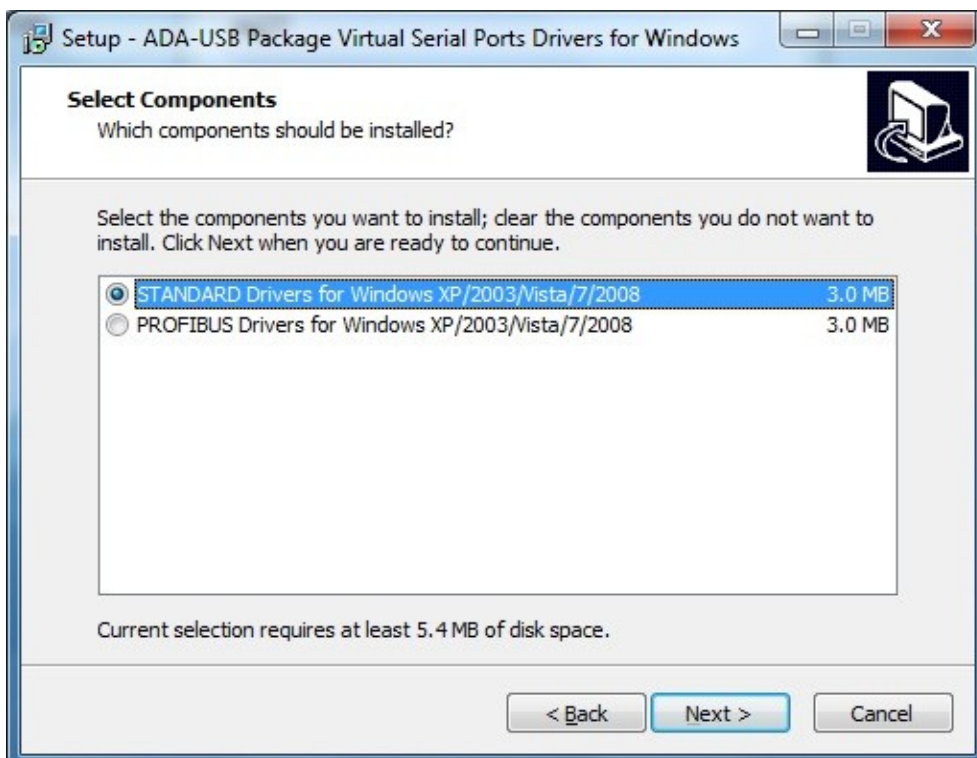 Setup - ADA-USB Package Virtual Serial Ports Drivers for Windows
Select Components
Which components should be installed?
Select the components you want to install; clear the components you do not want to
install. Click Next when you are ready to continue.
STANDARD Drivers for Windows XP/2003/Vista/7/2008 3.0 MB
PROFIBUS Drivers for Windows XP/2003/Vista/7/2008 3.0 MB
Current selection requires at least 5.4 MB of disk space.
< Back Next > Cancel